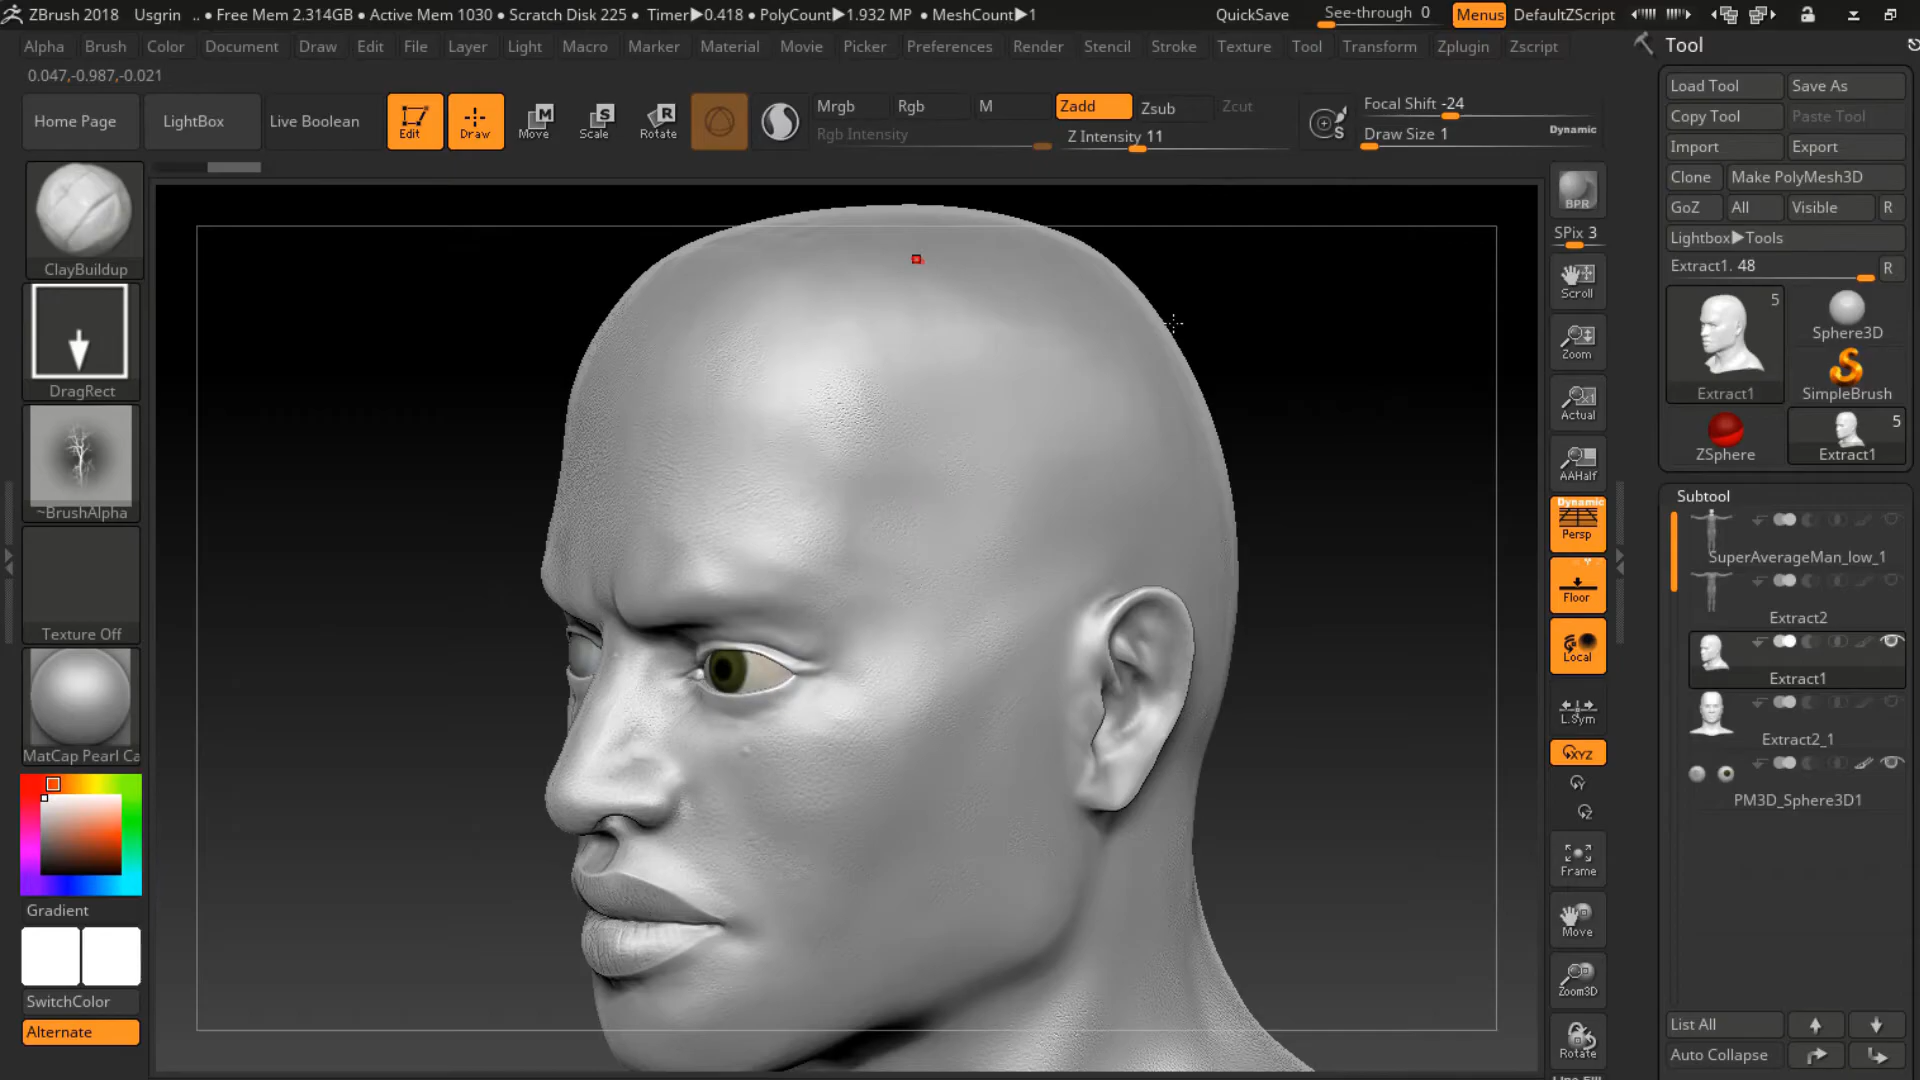 ZBrush 2018 Usgrin .. • Free Mem 2.314GB • Active Mem 1030 • Scratch Disk 225 • Timer▶0.418 • PolyCount▶1.932 MP • MeshCount▶1 QuickSave See-through 0 Menus DefaultZScript
Alpha Brush Color Document Draw Edit File Layer Light Macro Marker Material Movie Picker Preferences Render Stencil Stroke Texture Tool Transform Zplugin Zscript
0.047,-0.987,-0.021
Home Page LightBox Live Boolean Edit Draw Move Scale Rotate
Mrgb Rgb M Zadd Zsub Zcut
Rgb Intensity Z Intensity 11
Focal Shift -24
Draw Size 1 Dynamic
ClayBuildup
DragRect
~BrushAlpha
Texture Off
MatCap Pearl Ca
Gradient
SwitchColor
Alternate
BPR
SPix 3
Scroll
Zoom
Actual
AAHalf
Dynamic
Persp
Floor
Local
L.Sym
XYZ
Y
Z
Frame
Move
Zoom3D
Rotate
Tool
Load Tool Save As
Copy Tool Paste Tool
Import Export
Clone Make PolyMesh3D
GoZ All Visible R
Lightbox▶Tools
Extract1. 48 R
5
Extract1
Sphere3D
SimpleBrush
ZSphere
5
Extract1
Subtool
SuperAverageMan_low_1
Extract2
Extract1
Extract2_1
PM3D_Sphere3D1
List All
Auto Collapse